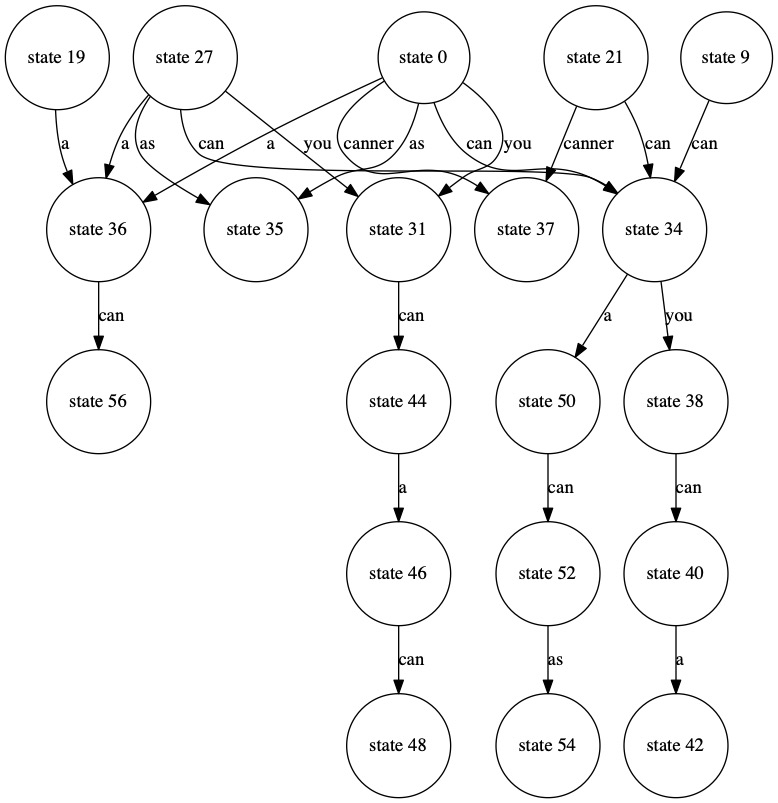 state 19 state 27 state 0 state 21 state 9
a a as can you a canner as can you canner can can
state 36 state 35 state 31 state 37 state 34
can can a you
state 56 state 44 state 50 state 38
a can can
state 46 state 52 state 40
can as a
state 48 state 54 state 42